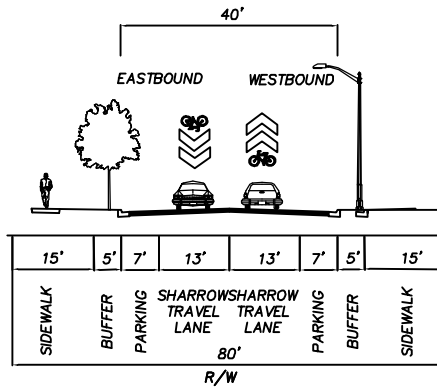 40'
EASTBOUND
WESTBOUND
15'
5'
7'
13'
13'
7'
5'
15'
SIDEWALK
BUFFER
PARKING
SHARROW
TRAVEL
LANE
SHARROW
TRAVEL
LANE
PARKING
BUFFER
SIDEWALK
80'
R/W